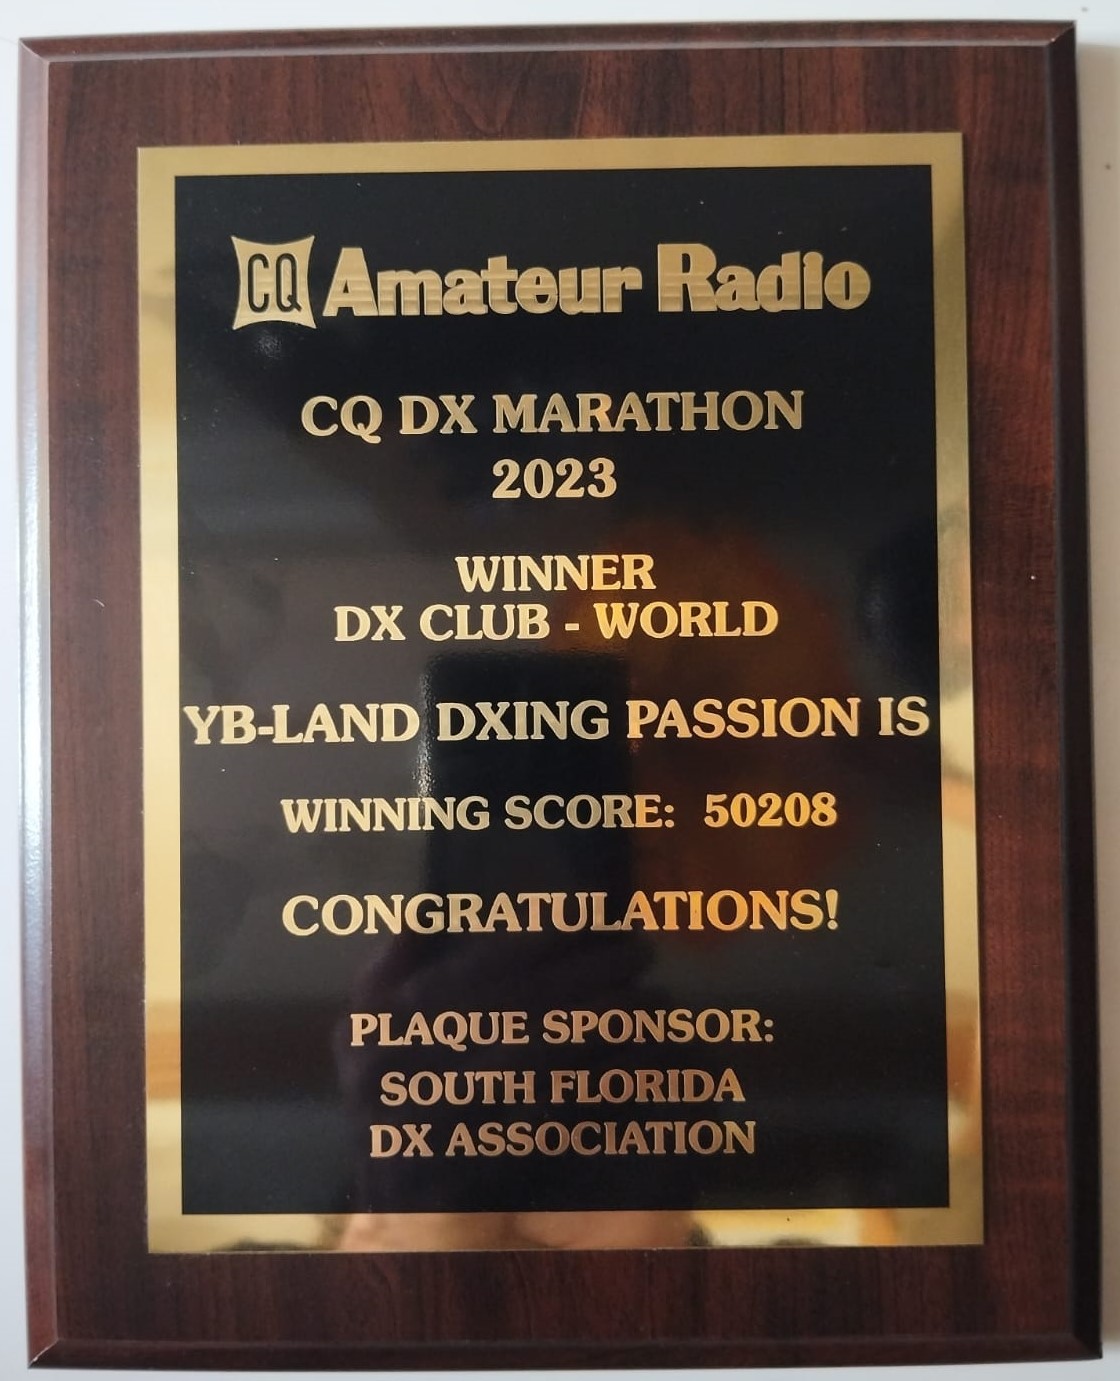 CQ Amateur Radio
CQ DX MARATHON
2023
WINNER
DX CLUB - WORLD
YB-LAND DXING PASSION IS
WINNING SCORE: 50208
CONGRATULATIONS!
PLAQUE SPONSOR:
SOUTH FLORIDA
DX ASSOCIATION